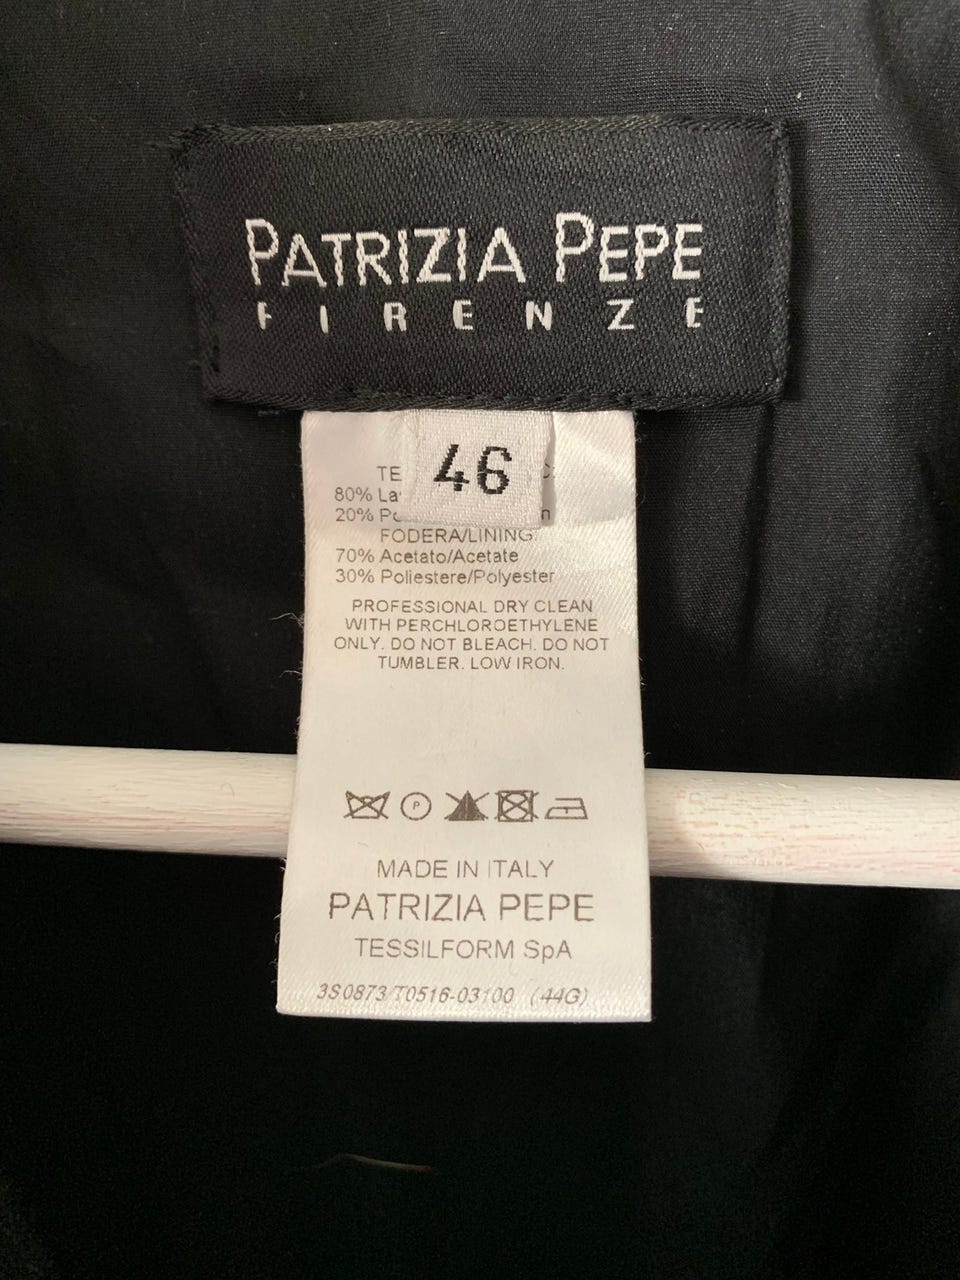 PATRIZIA PEPE
FIRENZE
46
80%
20%
FODERA/LINING:
70% Acetato/Acetate
30% Poliestere/Polyester
PROFESSIONAL DRY CLEAN
WITH PERCHLOROETHYLENE
ONLY. DO NOT BLEACH. DO NOT
TUMBLER. LOW IRON.
P
MADE IN ITALY
PATRIZIA PEPE
TESSILFORM SpA
3S0873/T0516-03100 (44G)